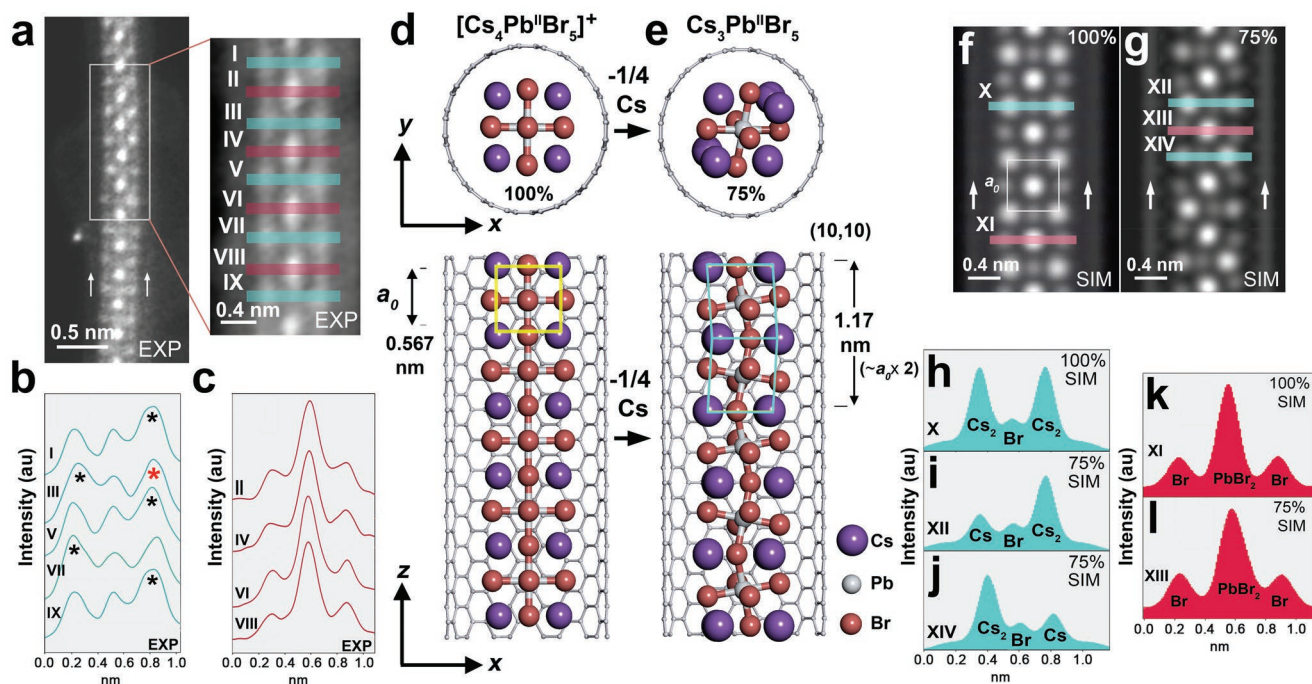 a
I
II
III
IV
V
VI
VII
VIII
IX
0.5 nm
EXP
0.4 nm
EXP
b
I
III
V
VII
IX
*
*
*
*
*
*
EXP
Intensity (au)
0.0 0.2 0.4 0.6 0.8 1.0
nm
c
II
IV
VI
VIII
EXP
Intensity (au)
0.0 0.2 0.4 0.6 0.8 1.0
nm
d
[Cs₄PbᴵᴵBr₅]⁺
100%
y
x
a₀
0.567
nm
z
x
-1/4
Cs
-1/4
Cs
e
Cs₃PbᴵᴵBr₅
75%
(10,10)
1.17
nm
(~a₀x 2)
Cs
Pb
Br
f
100%
X
a₀
XI
0.4 nm
SIM
g
75%
XII
XIII
XIV
0.4 nm
SIM
h
100%
SIM
X
Cs₂
Br
Cs₂
i
75%
SIM
XII
Cs
Br
Cs₂
j
75%
SIM
XIV
Cs₂
Br
Cs
Intensity (au)
0.0 0.2 0.4 0.6 0.8 1.0
nm
k
100%
SIM
XI
Br
PbBr₂
Br
l
75%
SIM
XIII
Br
PbBr₂
Br
Intensity (au)
0.0 0.2 0.4 0.6 0.8 1.0
nm